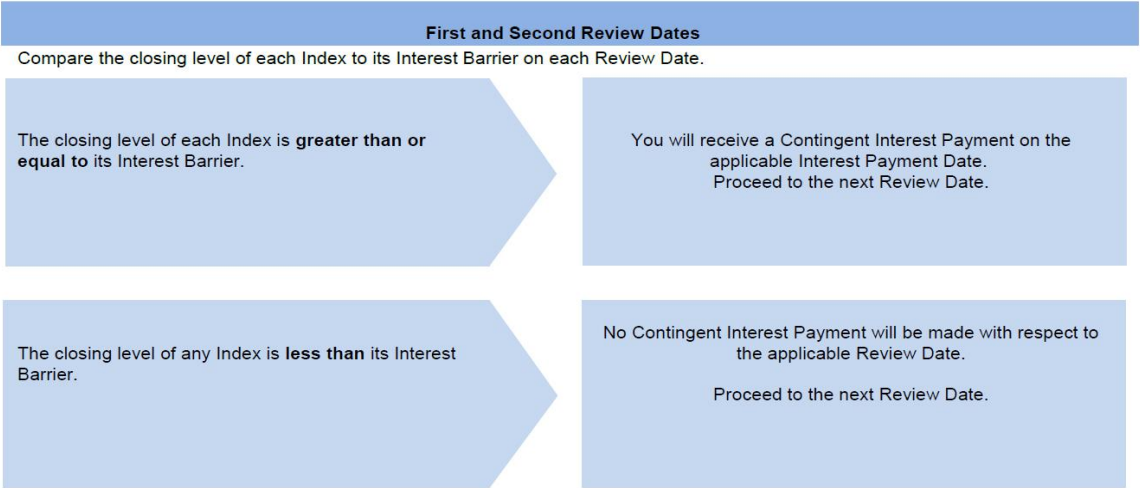 First and Second Review Dates
Compare the closing level of each Index to its Interest Barrier on each Review Date.
The closing level of each Index is greater than or
equal to its Interest Barrier.
You will receive a Contingent Interest Payment on the
applicable Interest Payment Date.
Proceed to the next Review Date.
The closing level of any Index is less than its Interest
Barrier.
No Contingent Interest Payment will be made with respect to
the applicable Review Date.
Proceed to the next Review Date.